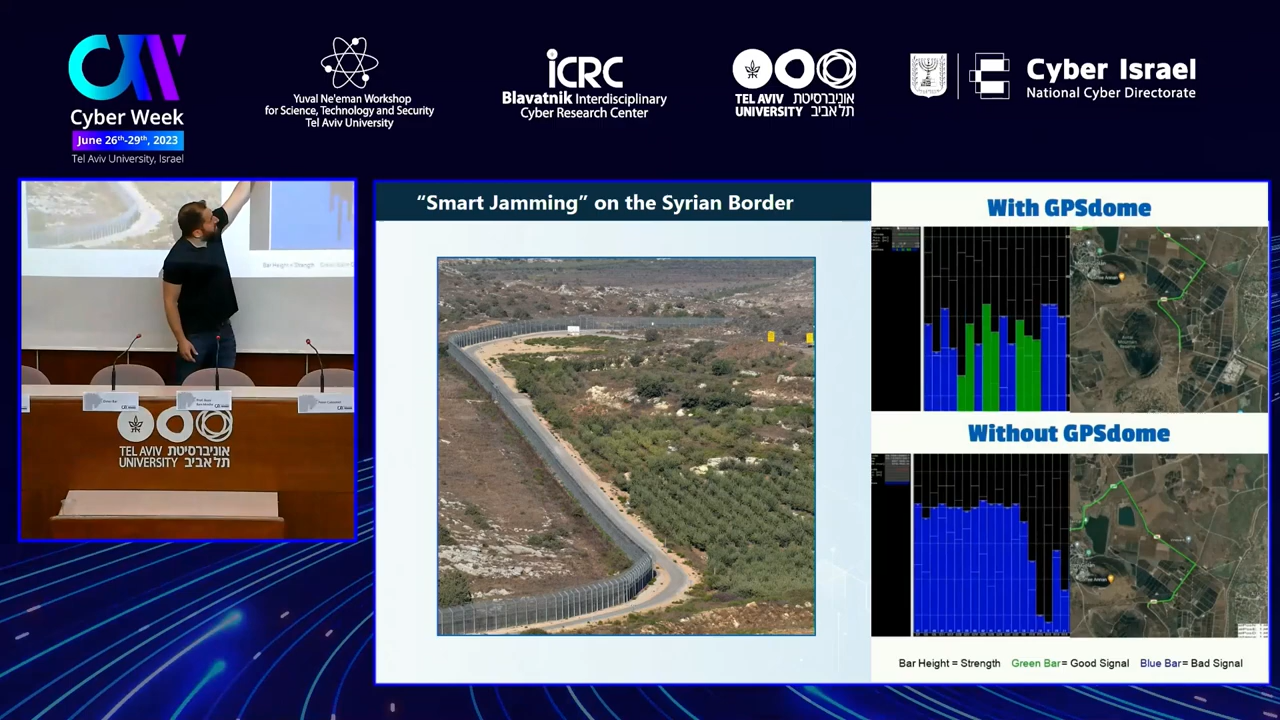 Cyber Week
June 26th-29th, 2023
Tel Aviv University, Israel
Yuval Ne'eman Workshop
for Science, Technology and Security
Tel Aviv University
iCRC
Blavatnik Interdisciplinary
Cyber Research Center
TEL AVIV אוניברסיטת
UNIVERSITY תל אביב
Cyber Israel
National Cyber Directorate
Bar Height = Strength
TEL AVIV אוניברסיטת
UNIVERSITY תל אביב
“Smart Jamming” on the Syrian Border
With GPSdome
Without GPSdome
Bar Height = Strength Green Bar= Good Signal Blue Bar= Bad Signal